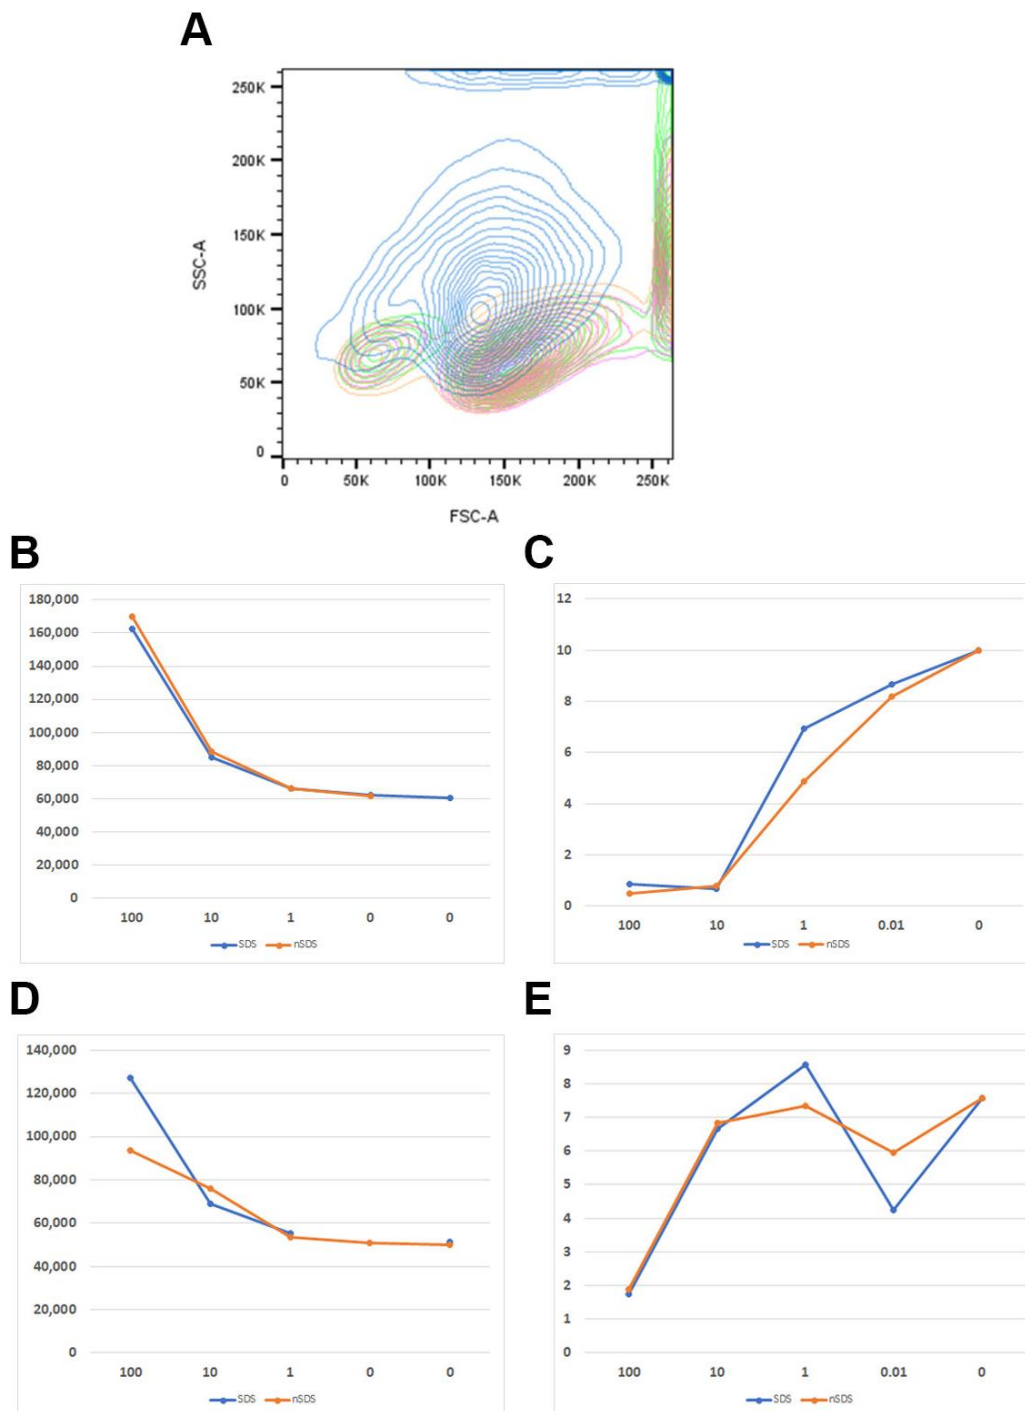 A
250K
200K
150K
100K
50K
0
SSC-A
0 50K 100K 150K 200K 250K
FSC-A
B
180,000
160,000
140,000
120,000
100,000
80,000
60,000
40,000
20,000
0
100 10 1 0 0
SDS nSDS
C
12
10
8
6
4
2
0
100 10 1 0.01 0
SDS nSDS
D
140,000
120,000
100,000
80,000
60,000
40,000
20,000
0
100 10 1 0 0
SDS nSDS
E
9
8
7
6
5
4
3
2
1
0
100 10 1 0.01 0
SDS nSDS